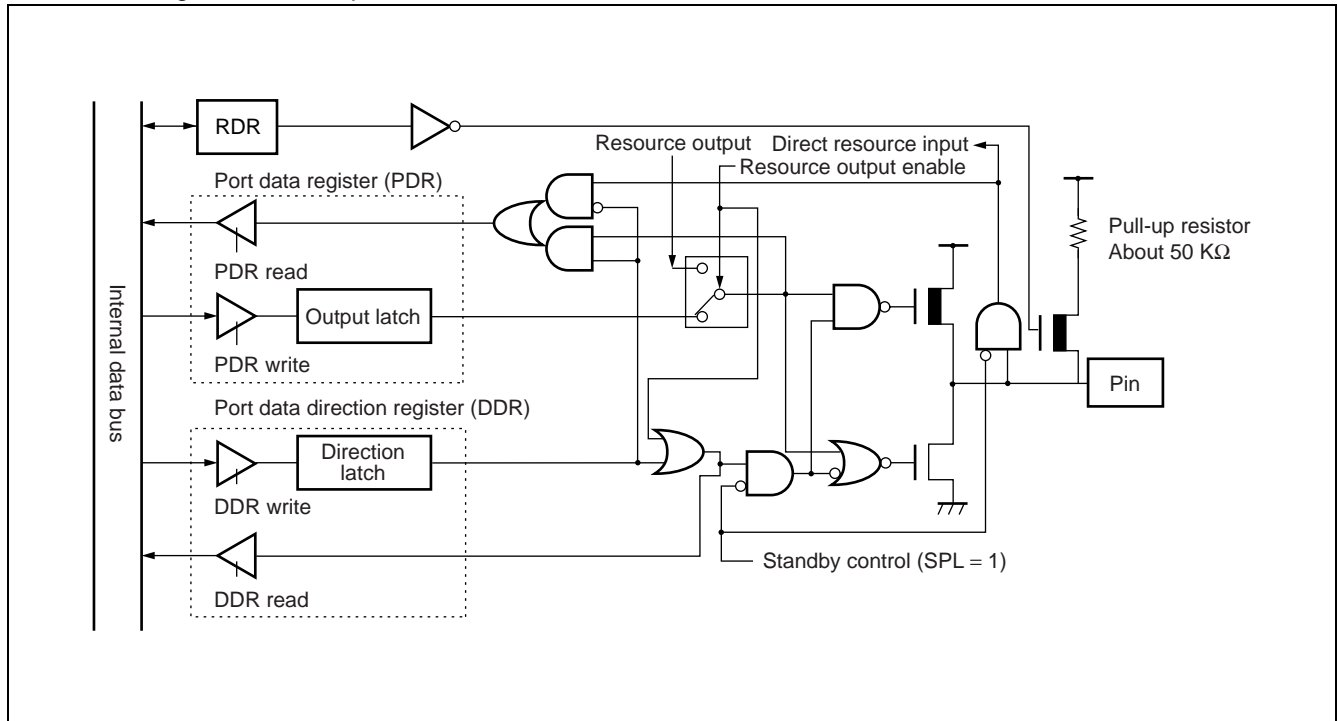 RDR
Resource output
Direct resource input
Resource output enable
Port data register (PDR)
Pull-up resistor
About 50 KΩ
PDR read
Output latch
PDR write
Pin
Internal data bus
Port data direction register (DDR)
Direction
latch
DDR write
Standby control (SPL = 1)
DDR read